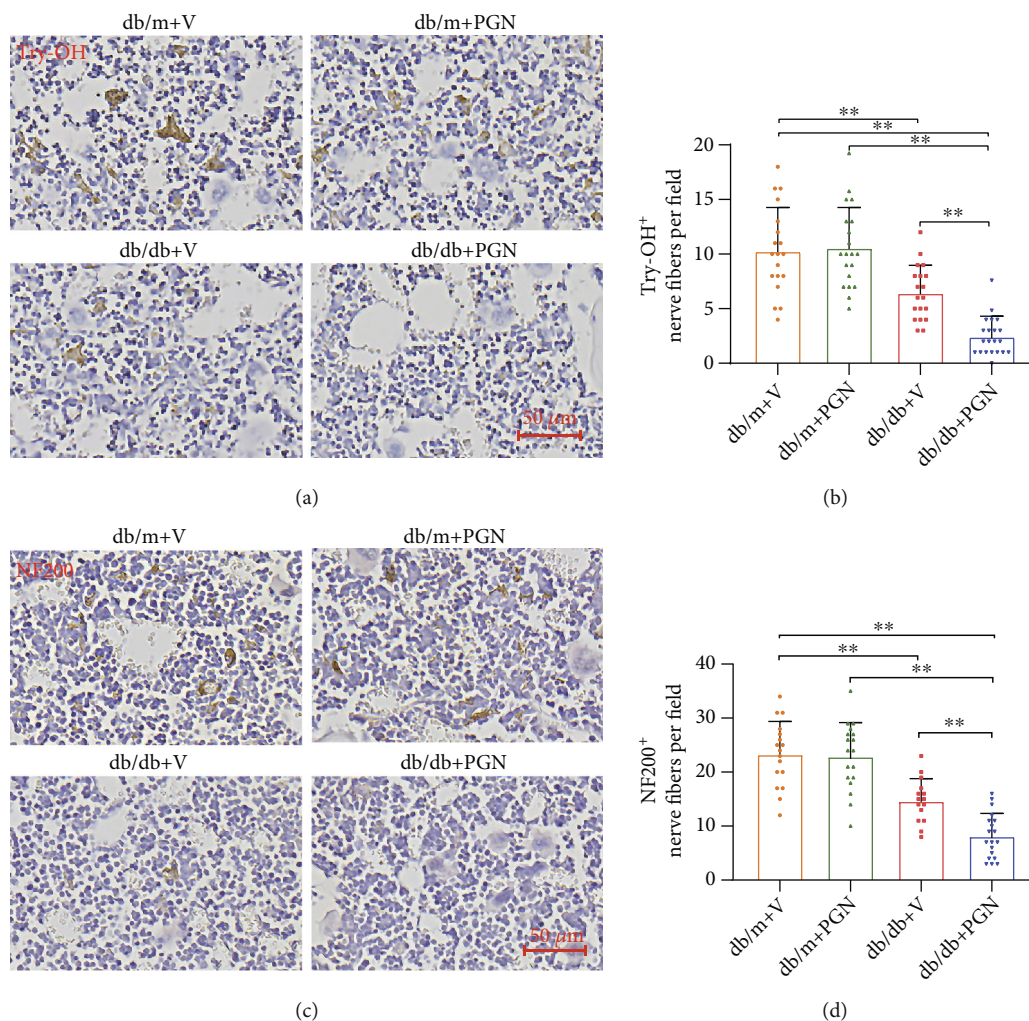 db/m+V
db/m+PGN
Try-OH
db/db+V
db/db+PGN
50 μm
(a)
** 
**
**
**
20
15
10
5
0
Try-OH+
nerve fibers per field
db/m+V
db/m+PGN
db/db+V
db/db+PGN
(b)
db/m+V
db/m+PGN
NF200
db/db+V
db/db+PGN
50 μm
(c)
**
**
**
**
40
30
20
10
0
NF200+
nerve fibers per field
db/m+V
db/m+PGN
db/db+V
db/db+PGN
(d)